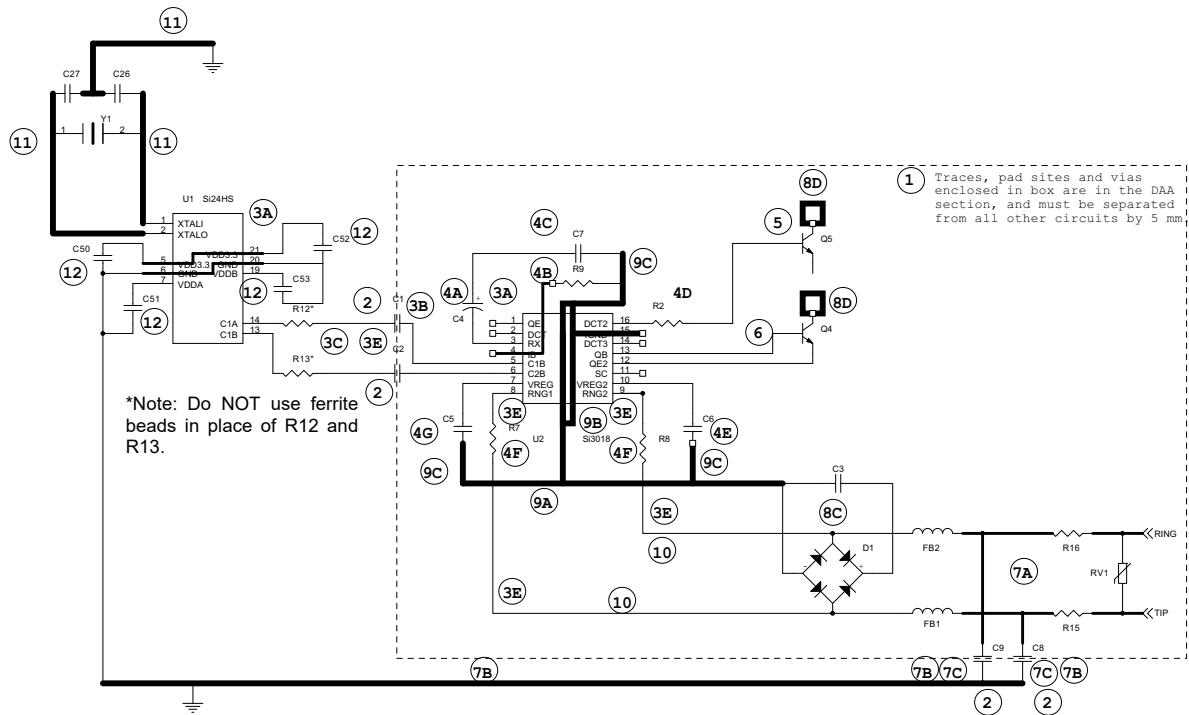 11
C27
C26
Y1
1
2
11
11
U1
Si24HS
3A
1
XTALI
2
XTALO
5
VDD3.3
6
GND
7
VDDA
VDD3.3
21
GND
20
VDDB
19
C1A
14
C1B
13
C50
12
C51
12
C52
12
C53
12
R12*
3C
R13*
2
3E
C1
3B
C2
2
*Note: Do NOT use ferrite
beads in place of R12 and
R13.
1
Traces, pad sites and vias
enclosed in box are in the DAA
section, and must be separated
from all other circuits by 5 mm.
8D
5
Q5
8D
6
Q4
4C
C7
4B
R9
9C
4A
3A
C4
4D
R2
1
QE
2
DCT
3
RX
4
IB
5
C1B
6
C2B
7
VREG
8
RNG1
DCT2
16
IGND
15
DCT3
14
QB
13
QE2
12
SC
11
VREG2
10
RNG2
9
U2
Si3018
3E
R7
4F
9B
3E
R8
4F
C5
4G
9C
C6
4E
9C
9A
3E
10
C3
8C
D1
-
+
3E
10
FB2
FB1
R16
RING
7A
RV1
R15
TIP
7B
7B
7C
C9
2
C8
7C
7B
2